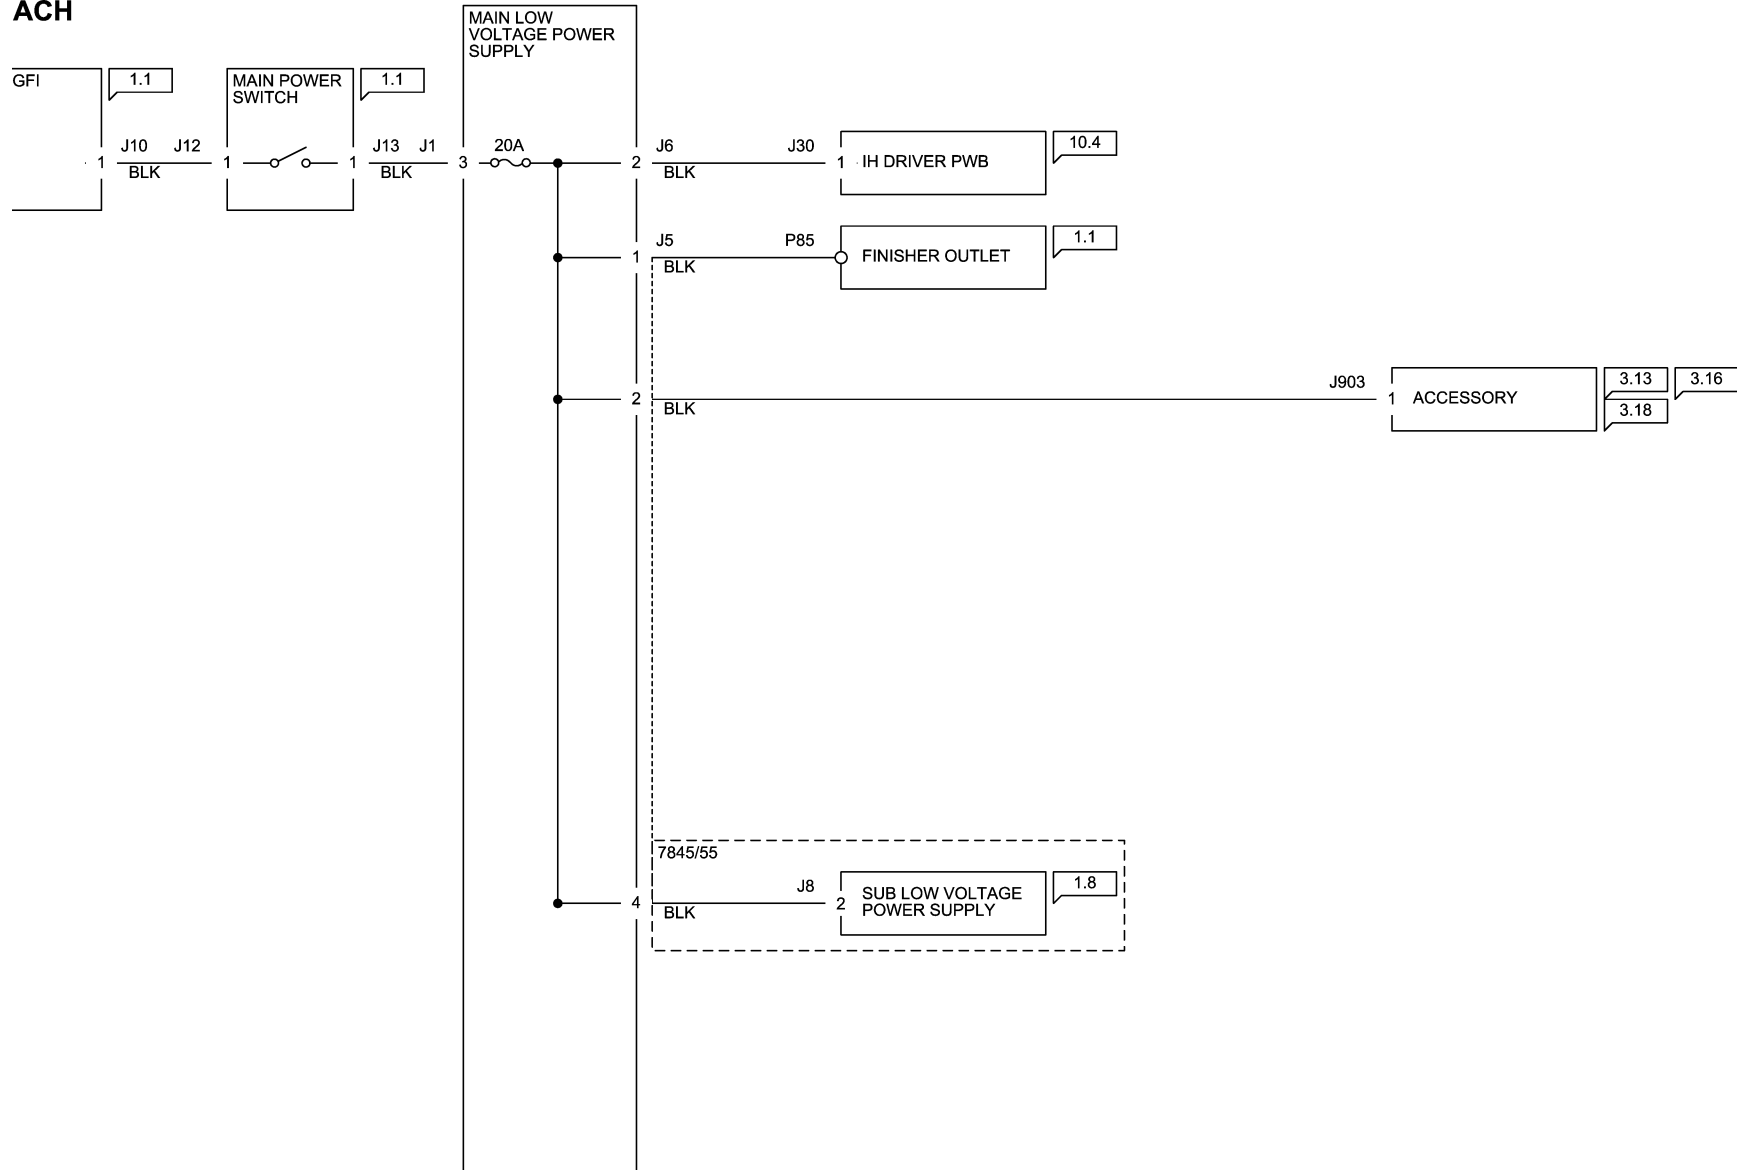 ACH
MAIN LOW
VOLTAGE POWER
SUPPLY
GFI
1.1
MAIN POWER
SWITCH
1.1
1 J10 J12 1
BLK
1 J13 J1 3
BLK
20A
2 J6 J30 1 IH DRIVER PWB
BLK
10.4
1 J5 P85 FINISHER OUTLET
BLK
1.1
2 J903 1 ACCESSORY
BLK
3.13 3.16
3.18
7845/55
4 J8 2 SUB LOW VOLTAGE
POWER SUPPLY
BLK
1.8